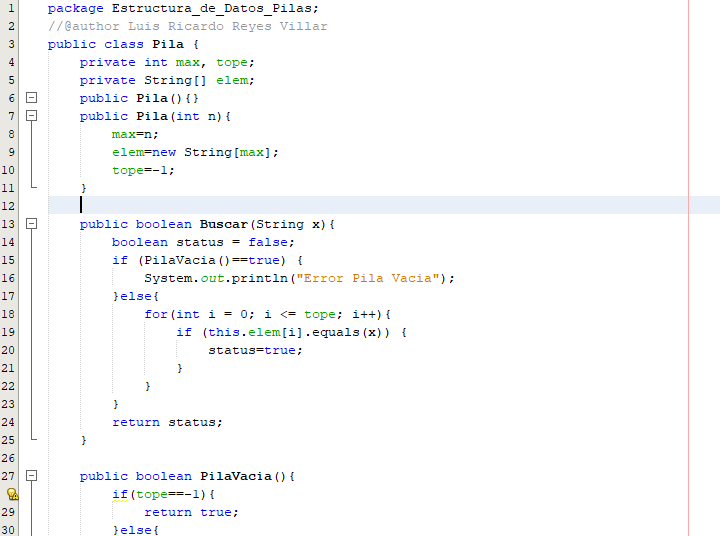 1 package Estructura_de_Datos_Pilas;
2 //@author Luis Ricardo Reyes Villar
3 public class Pila {
4 private int max, tope;
5 private String[] elem;
6 public Pila(){}
7 public Pila(int n){
8 max=n;
9 elem=new String[max];
10 tope=-1;
11 }
12
13 public boolean Buscar(String x){
14 boolean status = false;
15 if (PilaVacia()==true) {
16 System.out.println("Error Pila Vacia");
17 }else{
18 for(int i = 0; i <= tope; i++){
19 if (this.elem[i].equals(x)) {
20 status=true;
21 }
22 }
23 }
24 return status;
25 }
26
27 public boolean PilaVacia(){
if(tope==-1){
29 return true;
30 }else{